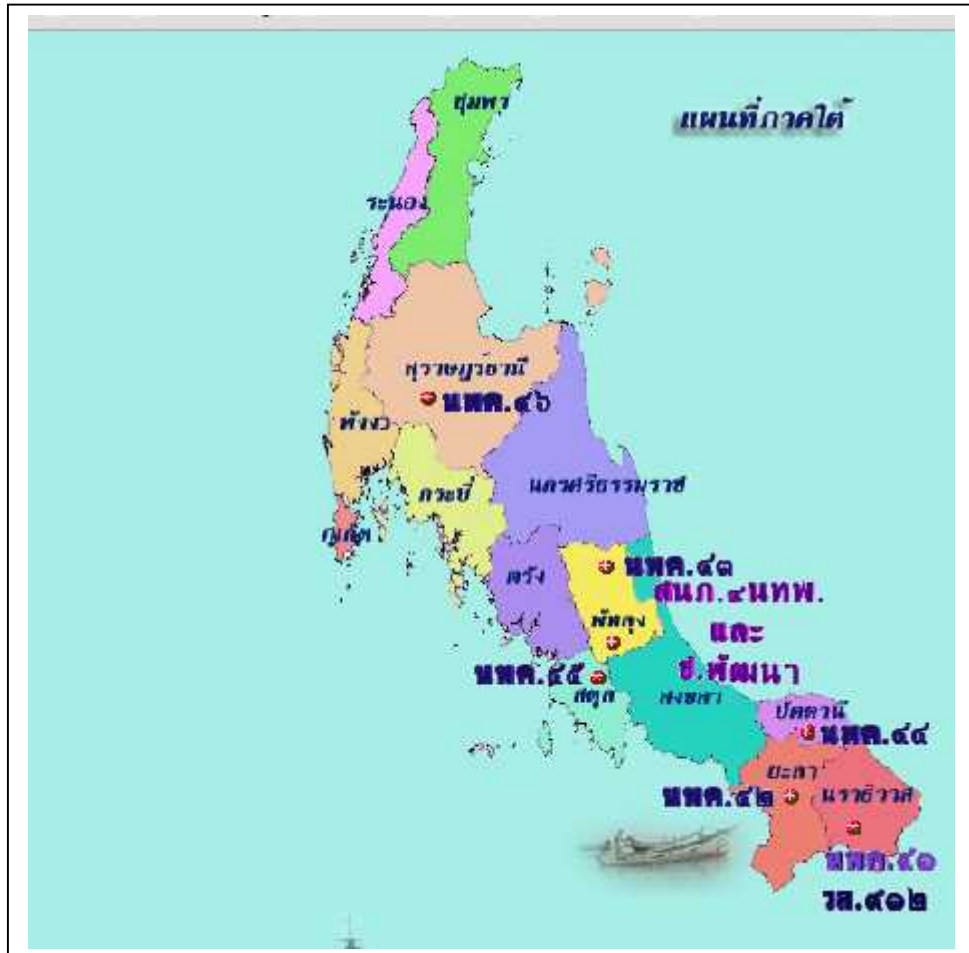 แผนที่ภาคใต้
ชุมพร
ระนอง
สุราษฎร์ธานี
นพค.๔๖
พังงา
กระบี่
นครศรีธรรมราช
ภูเก็ต
ตรัง
นพค.๔๓
สนภ.๔นทพ.
พัทลุง
และ
ช.พัฒนา
นพค.๔๕
สตูล
สงขลา
ปัตตานี
นพค.๔๔
ยะลา
นพค.๔๒
นราธิวาส
นพค.๔๑